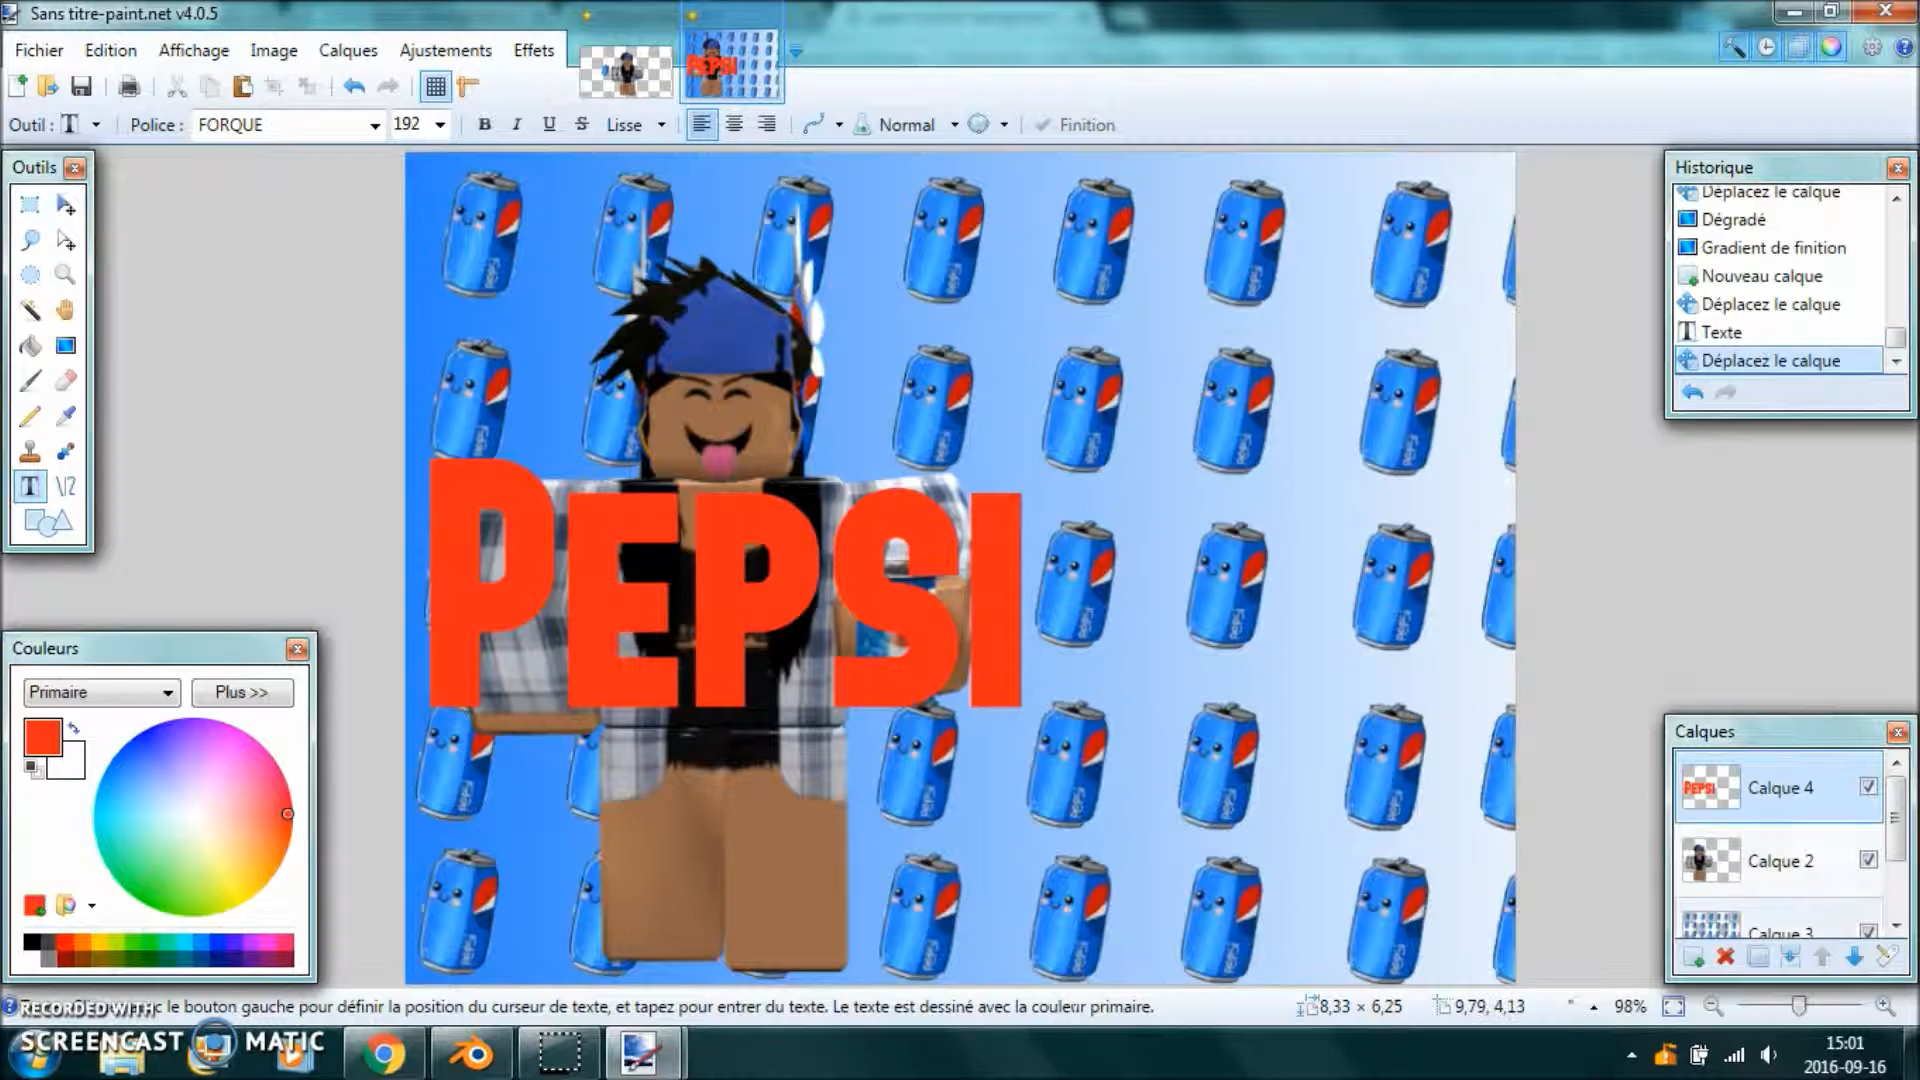 Sans titre-paint.net v4.0.5
Fichier Edition Affichage Image Calques Ajustements Effets
PEPSI
Outil : T Police : FORQUE 192 B I U S Lisse Normal Finition
Outils
Historique
Déplacez le calque
Dégradé
Gradient de finition
Nouveau calque
Déplacez le calque
Texte
Déplacez le calque
PEPSI
Couleurs
Primaire Plus >>
Calques
PEPSI Calque 4
Calque 2
Calque 3
le bouton gauche pour définir la position du curseur de texte, et tapez pour entrer du texte. Le texte est dessiné avec la couleur primaire.
8,33 × 6,25 9,79, 4,13 98%
RECORDED WITH
SCREENCAST MATIC
15:01
2016-09-16